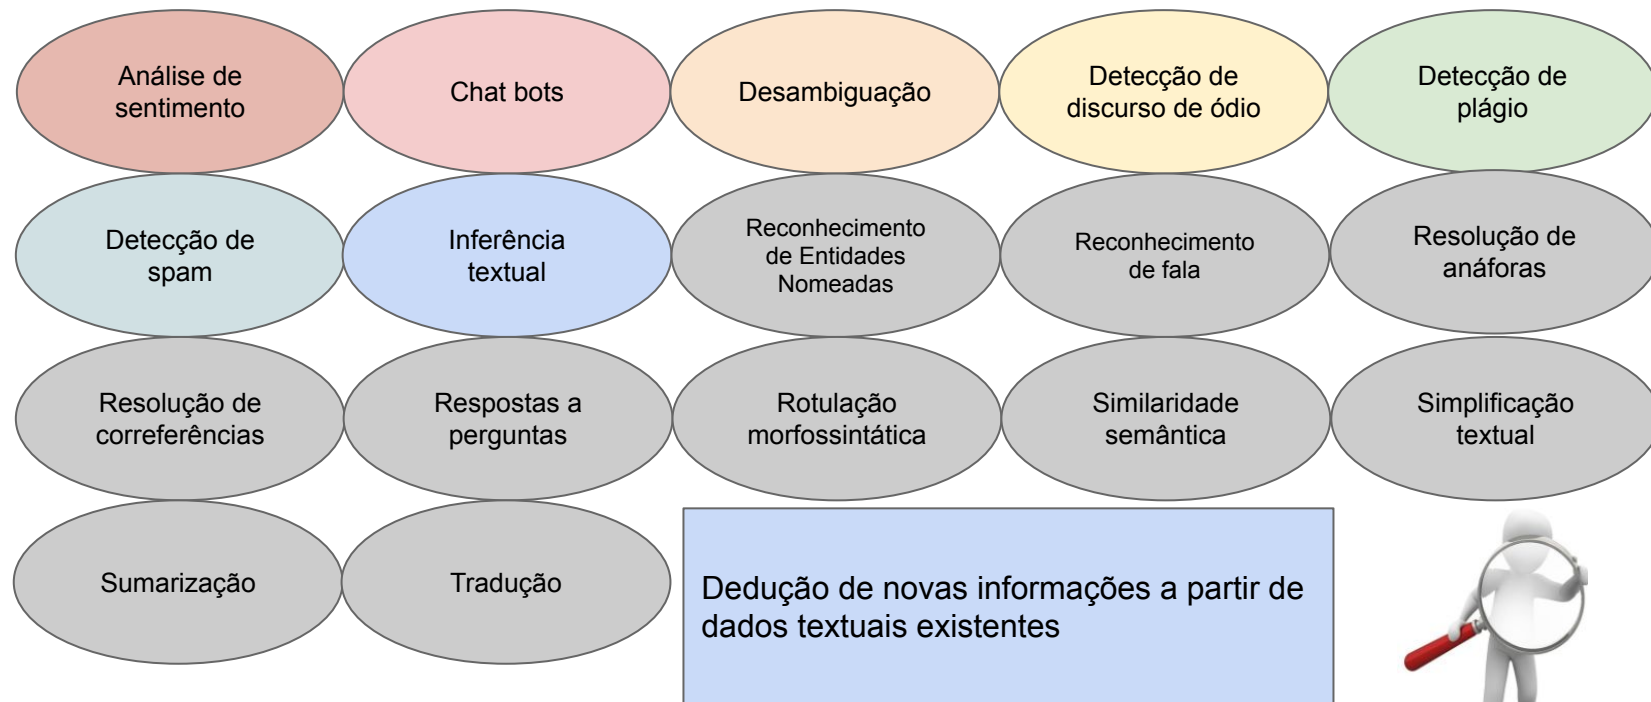 Análise de
sentimento
Chat bots
Desambiguação
Detecção de
discurso de ódio
Detecção de
plágio
Detecção de
spam
Inferência
textual
Reconhecimento
de Entidades
Nomeadas
Reconhecimento
de fala
Resolução de
anáforas
Resolução de
correferências
Respostas a
perguntas
Rotulação
morfossintática
Similaridade
semântica
Simplificação
textual
Sumarização
Tradução
Dedução de novas informações a partir de
dados textuais existentes